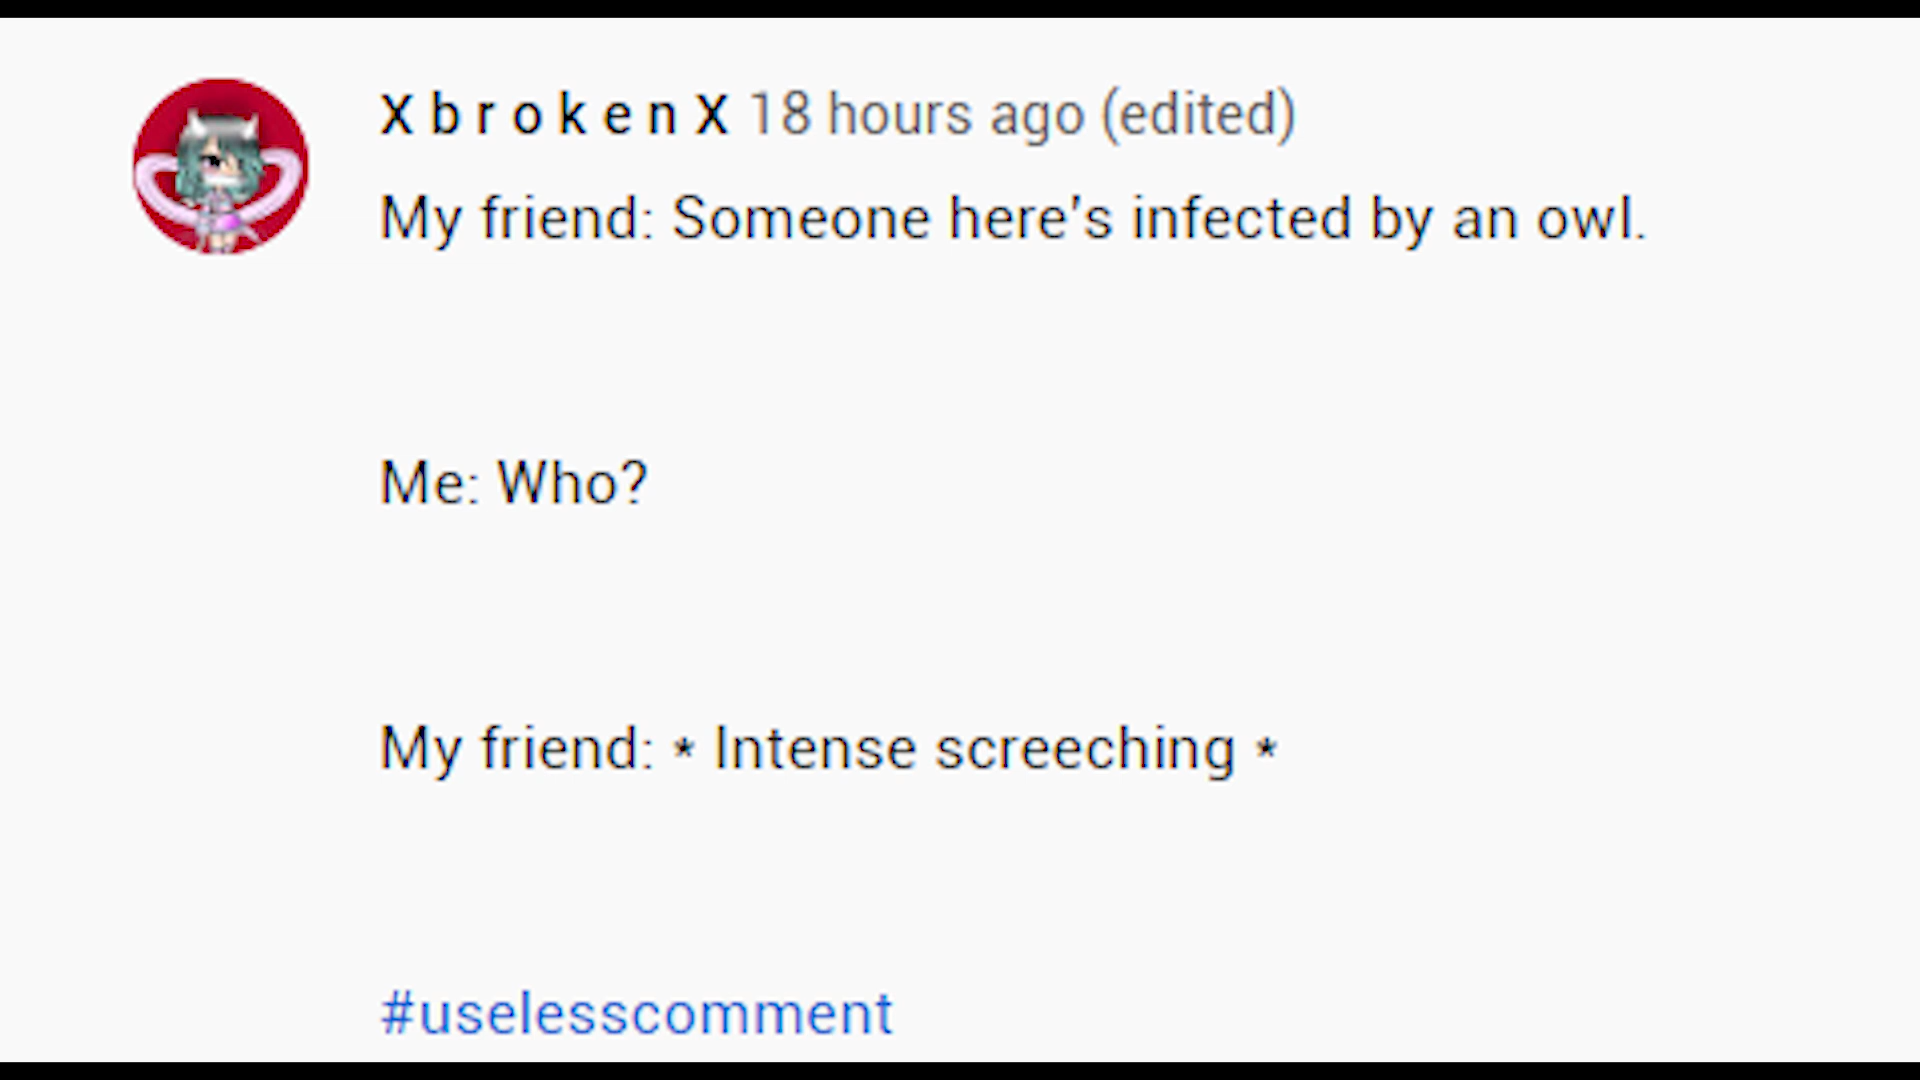 X b r o k e n X 18 hours ago (edited)
My friend: Someone here's infected by an owl.
Me: Who?
My friend: * Intense screeching *
#uselesscomment